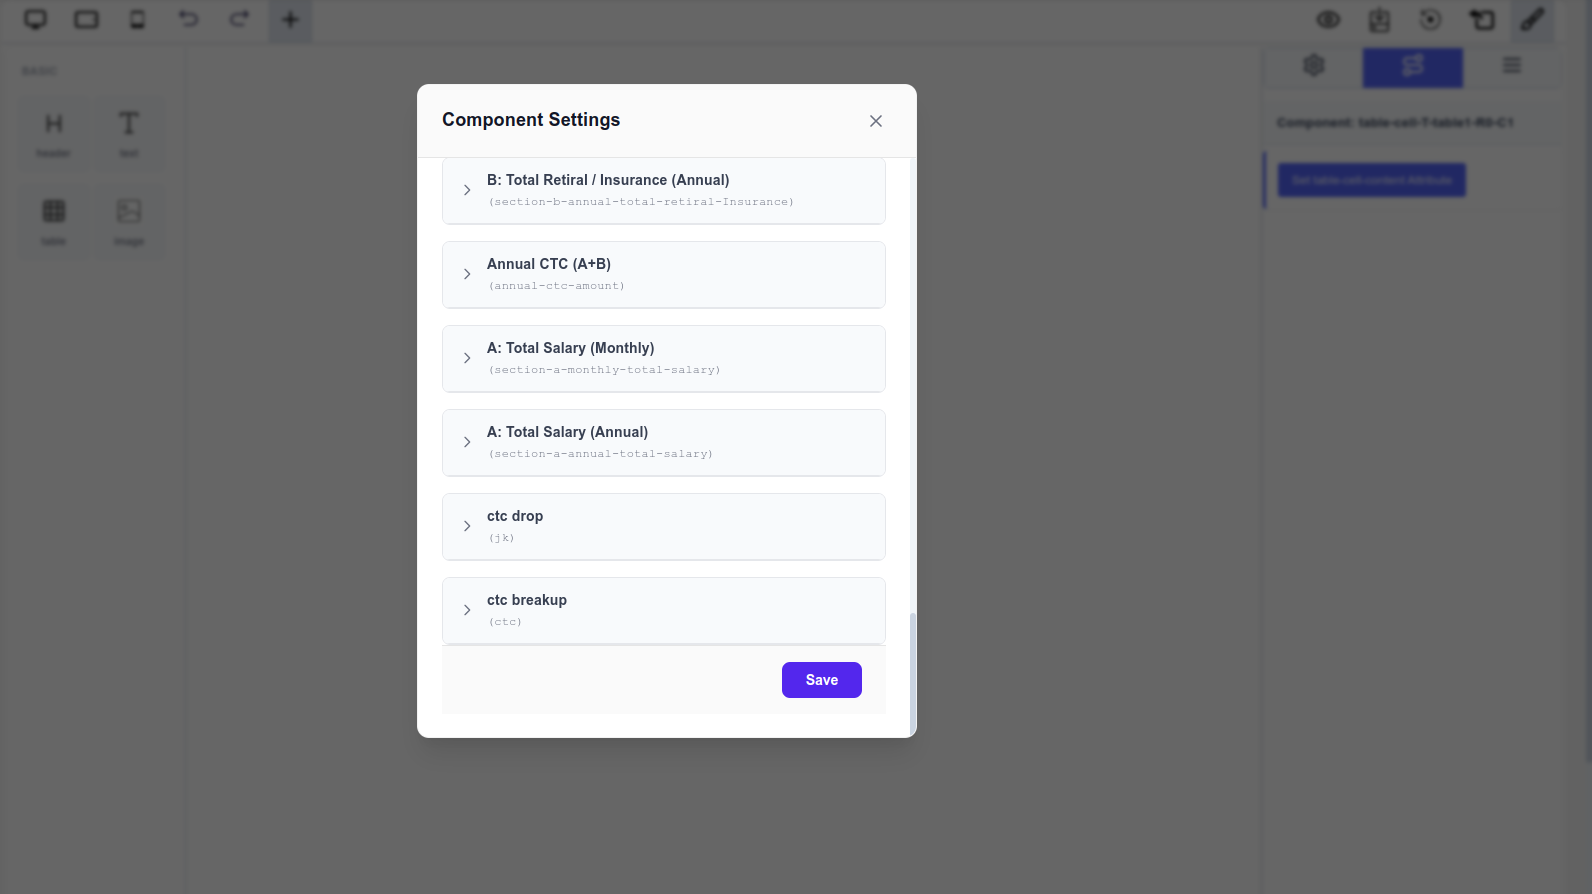 BASIC
header
text
table
image
Component Settings
B: Total Retiral / Insurance (Annual)
(section-b-annual-total-retiral-Insurance)
Annual CTC (A+B)
(annual-ctc-amount)
A: Total Salary (Monthly)
(section-a-monthly-total-salary)
A: Total Salary (Annual)
(section-a-annual-total-salary)
ctc drop
(jk)
ctc breakup
(ctc)
Save
Component: table-cell-T-table1-R0-C1
Set table-cell-content Attribute